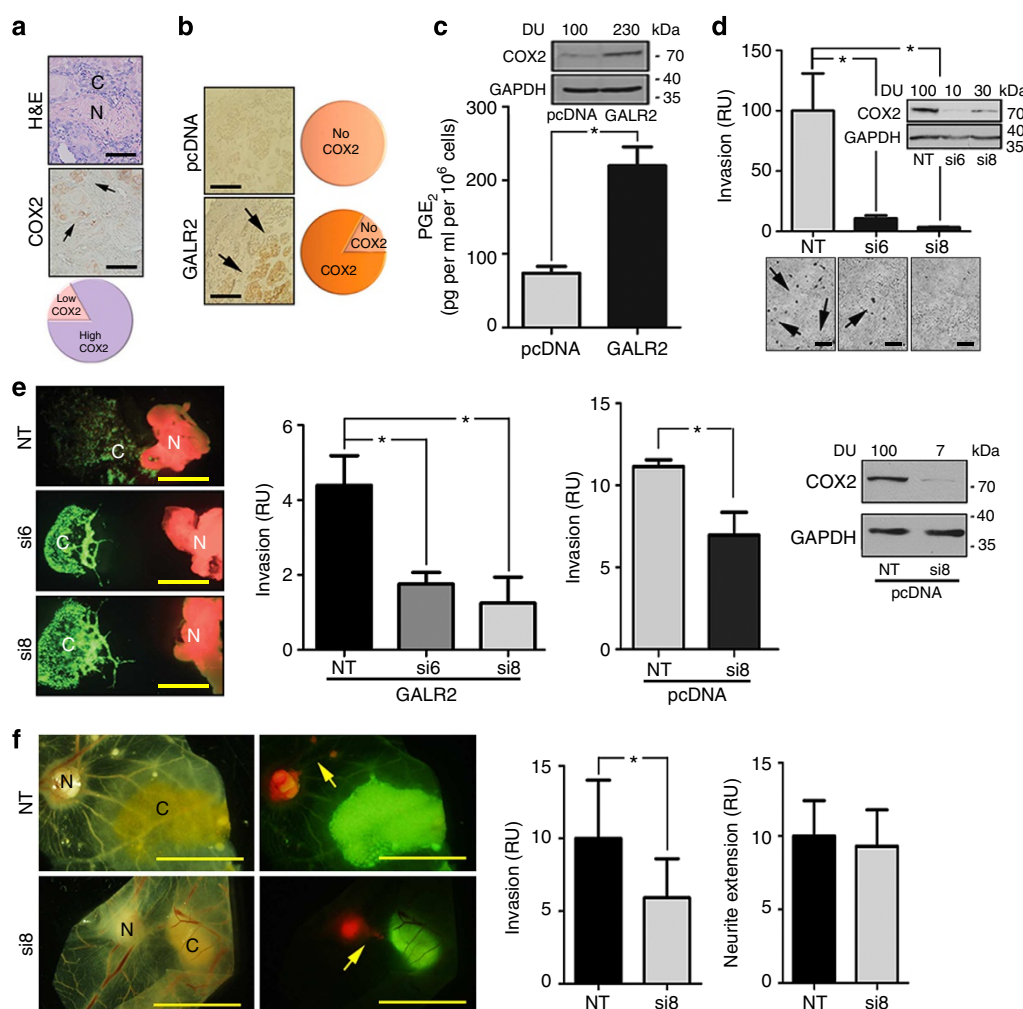 a
H&E
C
N
COX2
Low
COX2
High
COX2
b
pcDNA
No
COX2
GALR2
No
COX2
COX2
c
DU 100 230 kDa
COX2
- 70
GAPDH
- 40
- 35
pcDNA GALR2
PGE2
(pg per ml per 10^6 cells)
300
200
100
0
*
pcDNA GALR2
d
Invasion (RU)
150
100
50
0
*
*
DU 100 10 30 kDa
COX2
70
GAPDH
40
35
NT si6 si8
NT si6 si8
e
NT
C
N
si6
C
N
si8
C
N
Invasion (RU)
6
4
2
0
*
*
NT si6 si8
GALR2
Invasion (RU)
15
10
5
0
*
NT si8
pcDNA
DU 100 7 kDa
COX2
- 70
GAPDH
- 40
- 35
NT si8
pcDNA
f
NT
N
C
si8
N
C
Invasion (RU)
15
10
5
0
*
NT si8
Neurite extension (RU)
15
10
5
0
NT si8